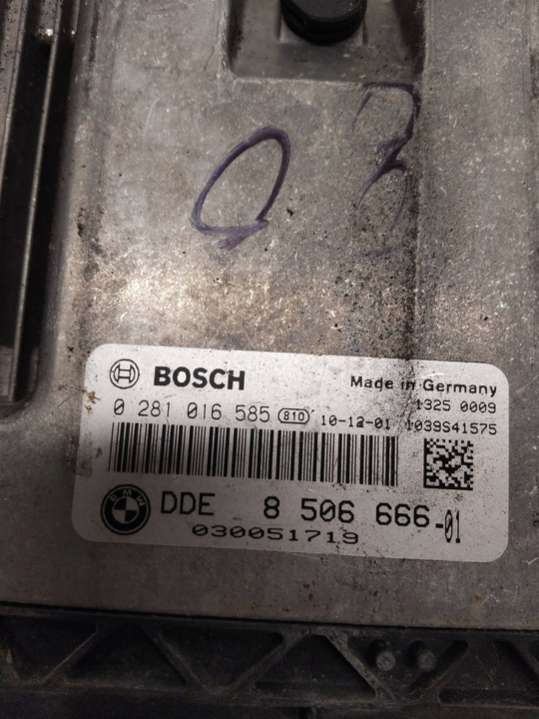 03
BOSCH Made in Germany
0 281 016 585 810 10-12-01 1325 0009
1039S41575
BMW DDE 8 506 666-01
030051719